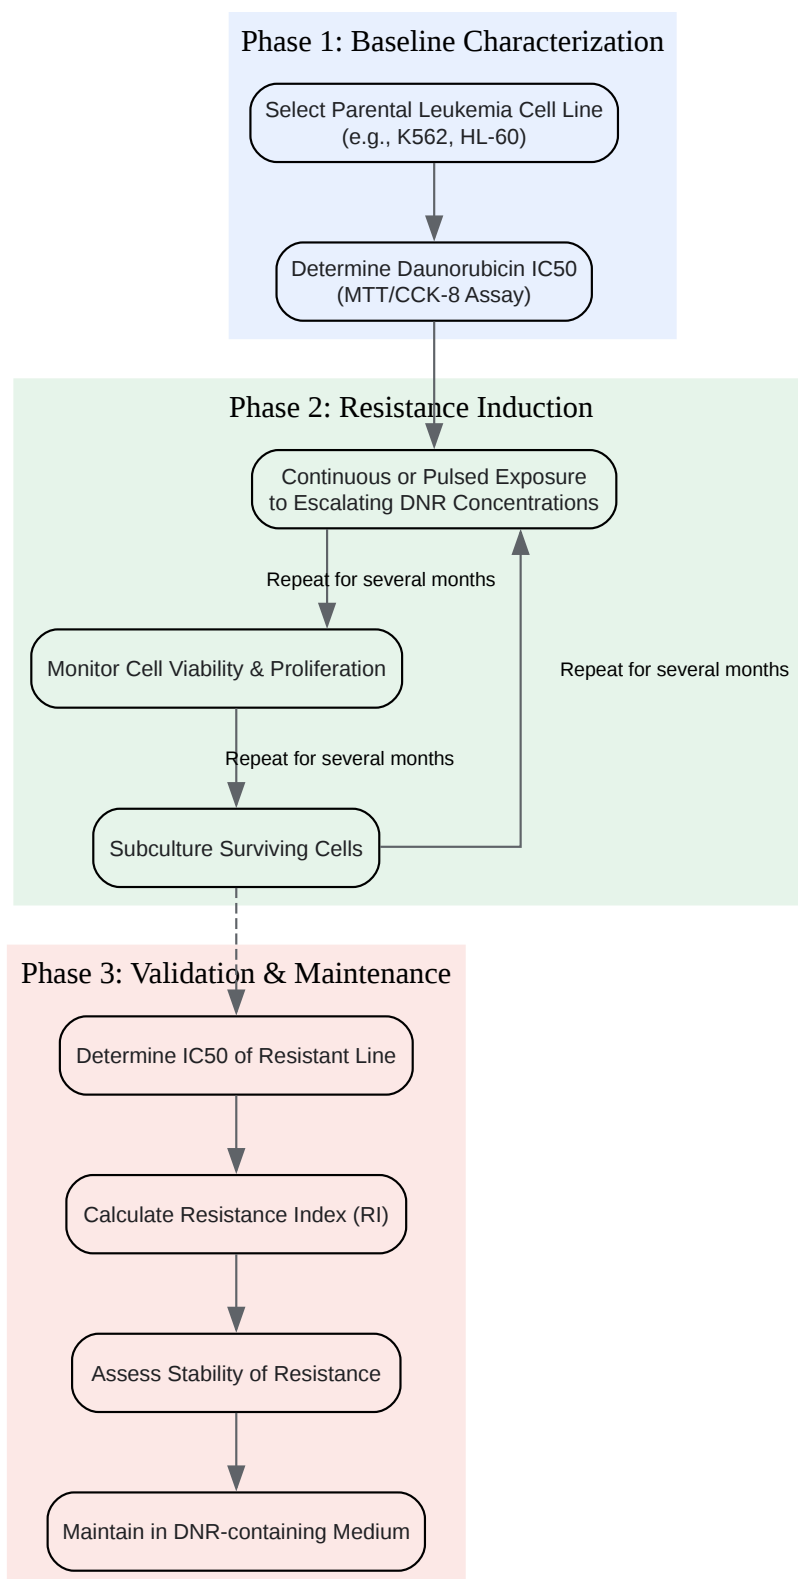 Phase 1: Baseline Characterization
Select Parental Leukemia Cell Line
(e.g., K562, HL-60)
Determine Daunorubicin IC50
(MTT/CCK-8 Assay)
Phase 2: Resistance Induction
Continuous or Pulsed Exposure
to Escalating DNR Concentrations
Repeat for several months
Monitor Cell Viability & Proliferation
Repeat for several months
Repeat for several months
Subculture Surviving Cells
Phase 3: Validation & Maintenance
Determine IC50 of Resistant Line
Calculate Resistance Index (RI)
Assess Stability of Resistance
Maintain in DNR-containing Medium